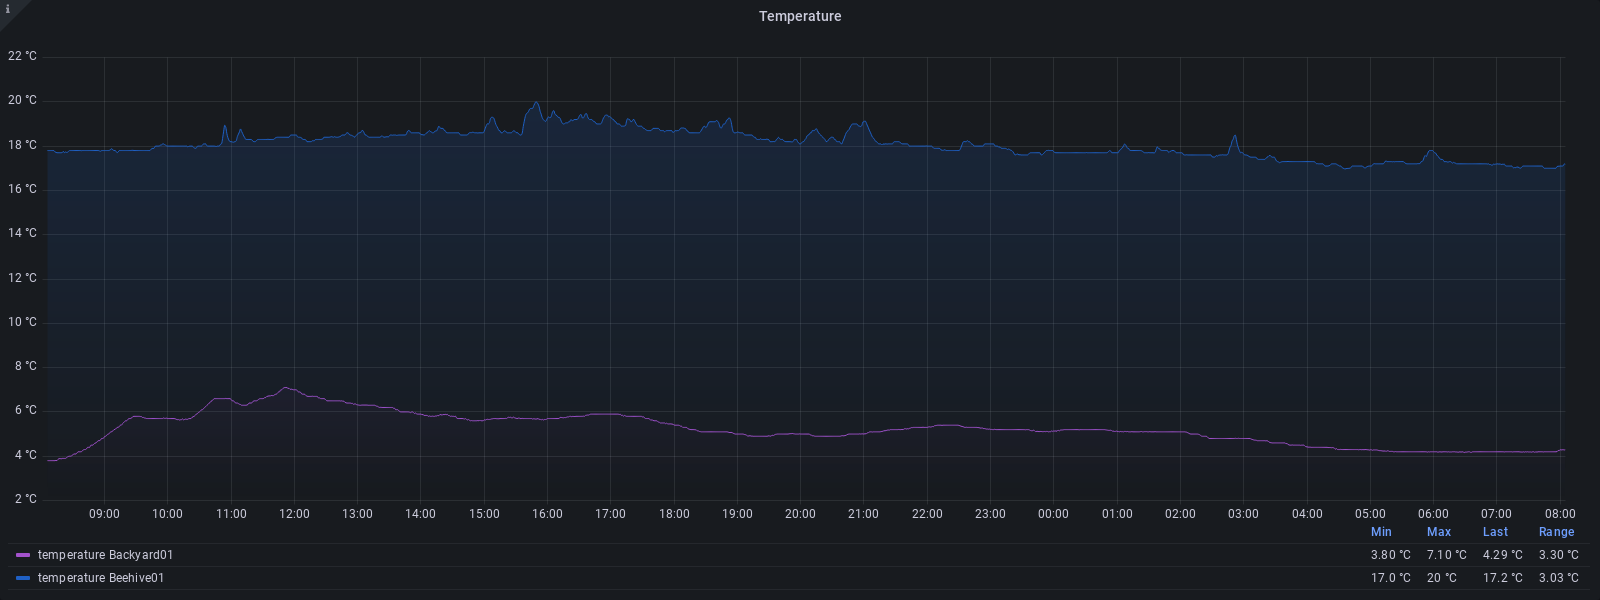 i
Temperature
22 °C
20 °C
18 °C
16 °C
14 °C
12 °C
10 °C
8 °C
6 °C
4 °C
2 °C
09:00 10:00 11:00 12:00 13:00 14:00 15:00 16:00 17:00 18:00 19:00 20:00 21:00 22:00 23:00 00:00 01:00 02:00 03:00 04:00 05:00 06:00 07:00 08:00
Min Max Last Range
temperature Backyard01 3.80 °C 7.10 °C 4.29 °C 3.30 °C
temperature Beehive01 17.0 °C 20 °C 17.2 °C 3.03 °C